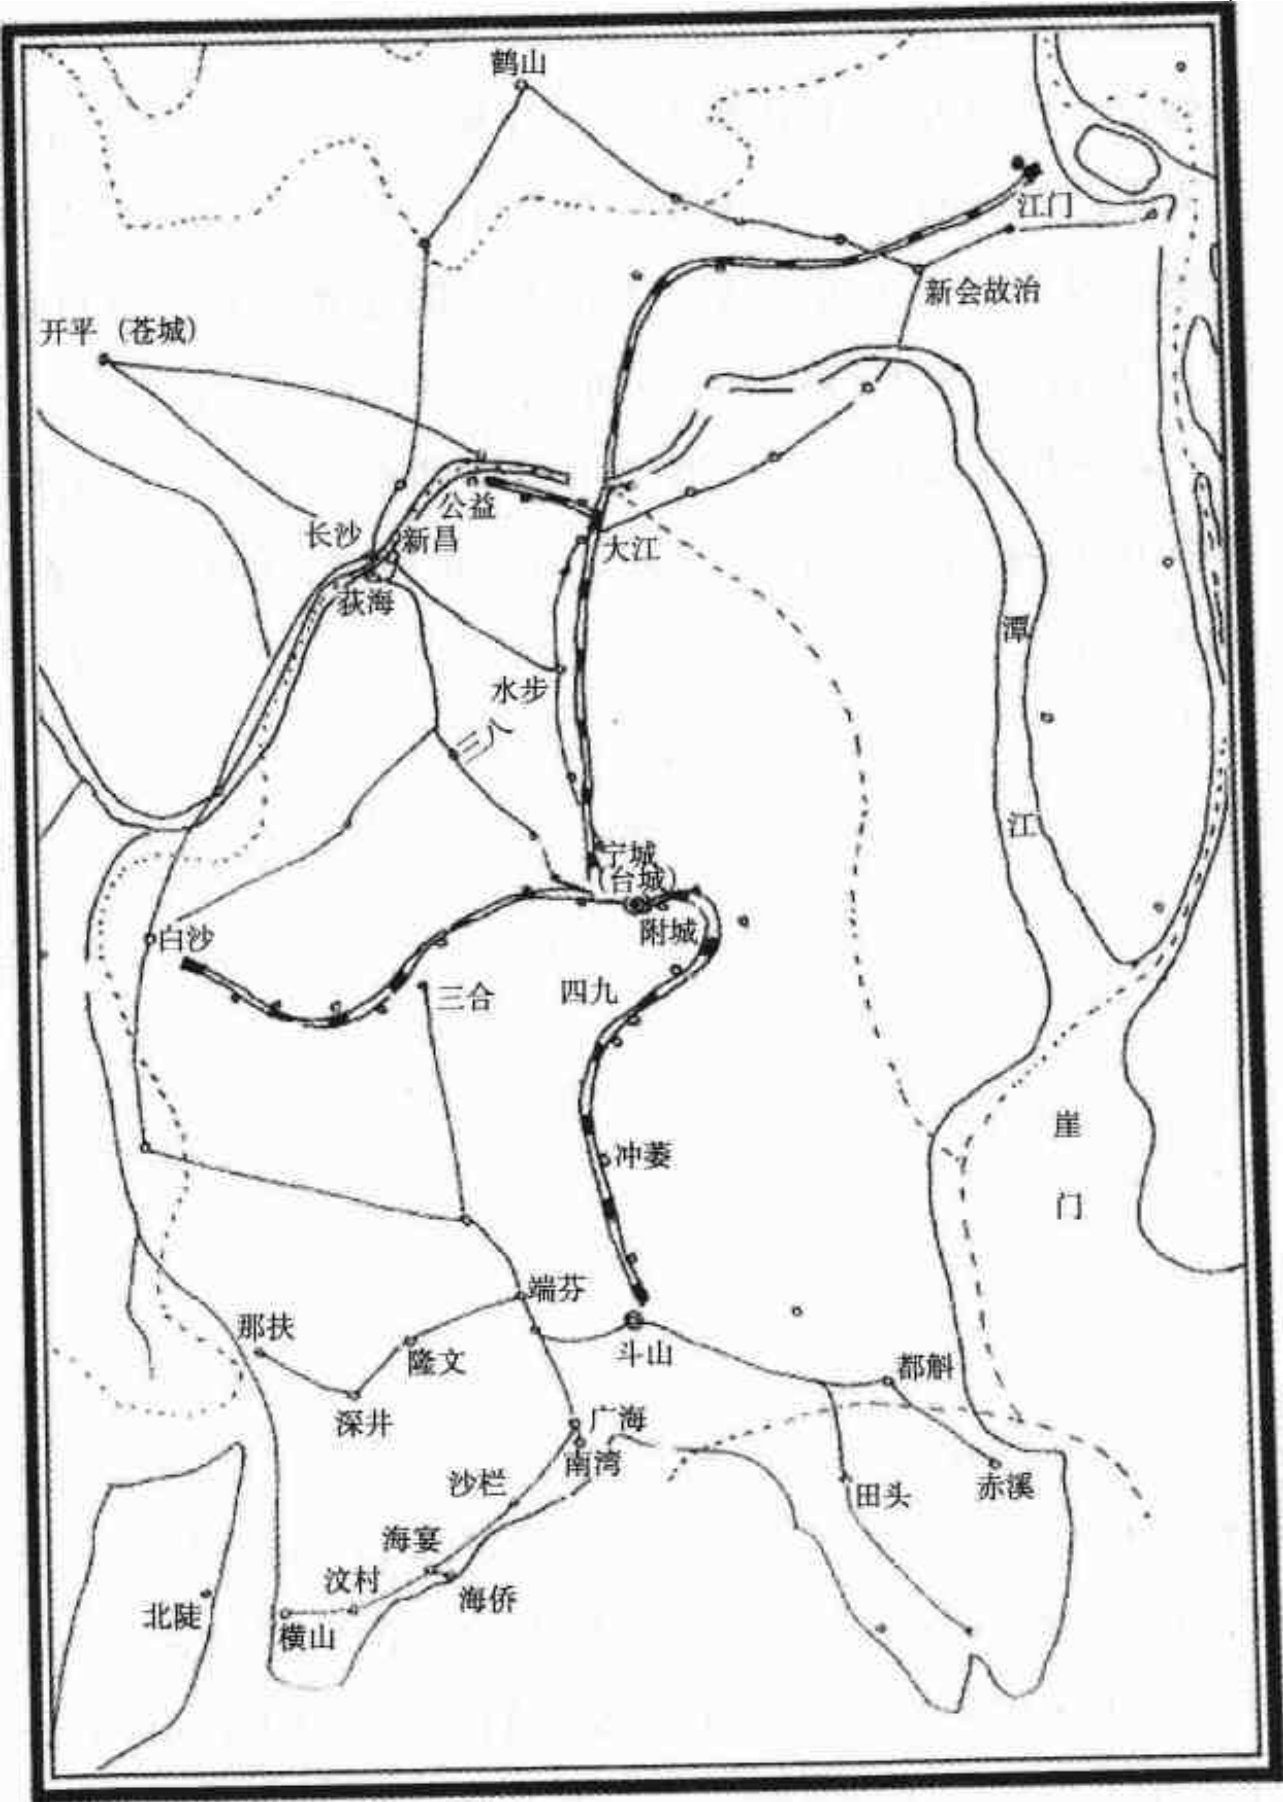 鹤山
江门
新会故治
开平（苍城）
公益
长沙
新昌
大江
荻海
潭
江
水步
三八
宁城
（台城）
附城
白沙
三合
四九
崖
门
冲蒌
端芬
那扶
隆文
斗山
都斛
深井
广海
南湾
沙栏
田头
赤溪
海宴
汶村
海侨
北陡
横山